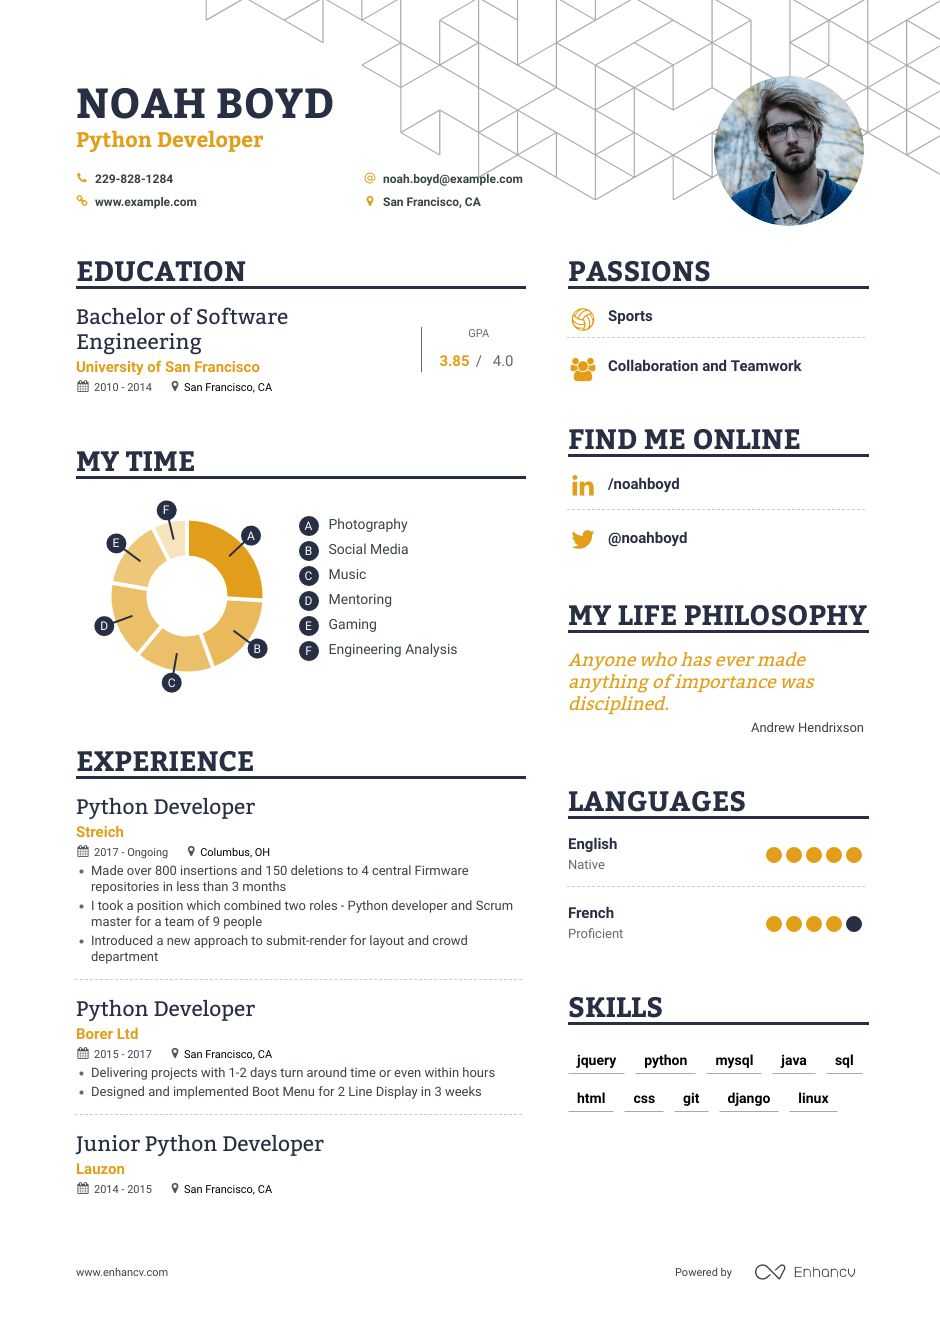 NOAH BOYD
Python Developer
229-828-1284
noah.boyd@example.com
www.example.com
San Francisco, CA
EDUCATION
Bachelor of Software
Engineering
University of San Francisco
2010 - 2014 San Francisco, CA
GPA
3.85 / 4.0
MY TIME
A Photography
B Social Media
C Music
D Mentoring
E Gaming
F Engineering Analysis
F
A
E
D
B
C
EXPERIENCE
Python Developer
Streich
2017 - Ongoing Columbus, OH
• Made over 800 insertions and 150 deletions to 4 central Firmware
repositories in less than 3 months
• I took a position which combined two roles - Python developer and Scrum
master for a team of 9 people
• Introduced a new approach to submit-render for layout and crowd
department
Python Developer
Borer Ltd
2015 - 2017 San Francisco, CA
• Delivering projects with 1-2 days turn around time or even within hours
• Designed and implemented Boot Menu for 2 Line Display in 3 weeks
Junior Python Developer
Lauzon
2014 - 2015 San Francisco, CA
PASSIONS
Sports
Collaboration and Teamwork
FIND ME ONLINE
in /noahboyd
@noahboyd
MY LIFE PHILOSOPHY
Anyone who has ever made
anything of importance was
disciplined.
Andrew Hendrixson
LANGUAGES
English
Native
French
Proficient
SKILLS
jquery python mysql java sql
html css git django linux
www.enhancv.com
Powered by Enhancv